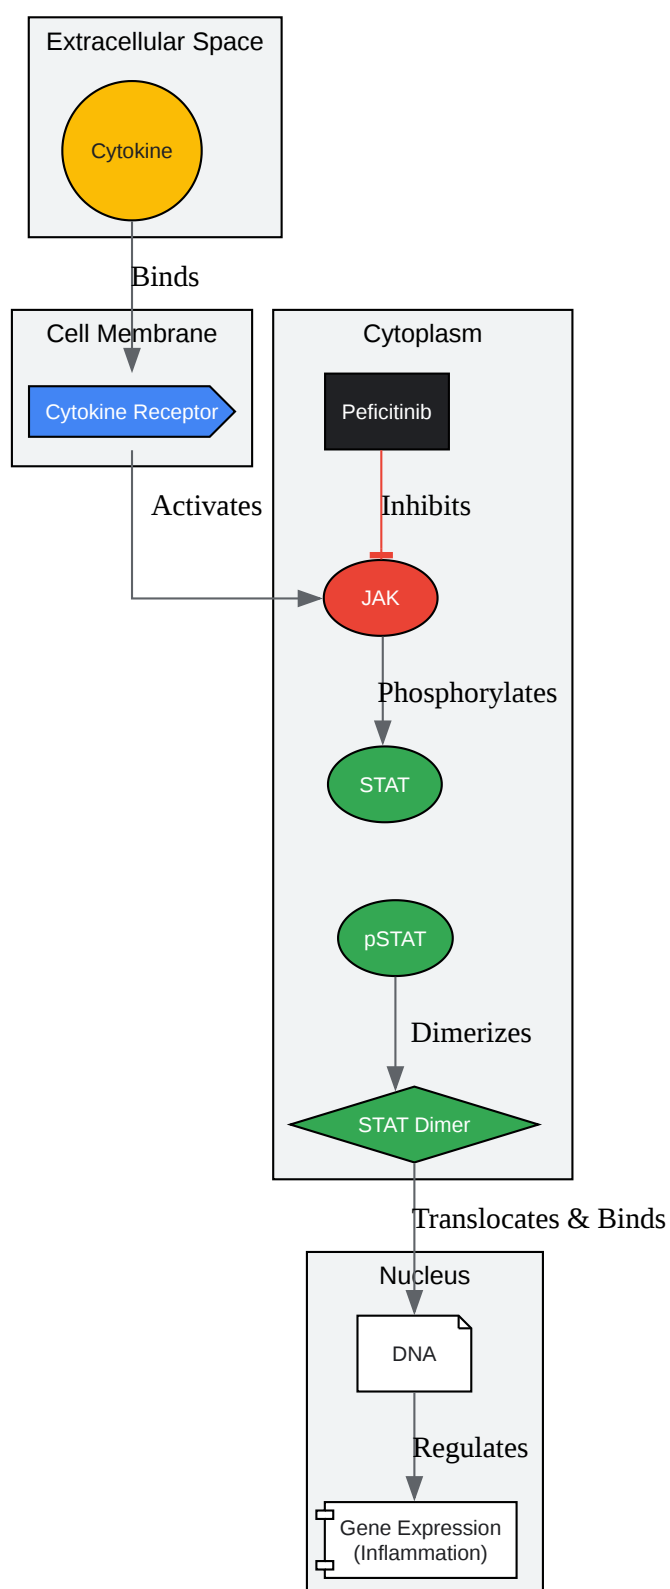 Extracellular Space
Cytokine
Binds
Cell Membrane
Cytokine Receptor
Activates
Cytoplasm
Peficitinib
Inhibits
JAK
Phosphorylates
STAT
pSTAT
Dimerizes
STAT Dimer
Translocates & Binds
Nucleus
DNA
Regulates
Gene Expression
(Inflammation)